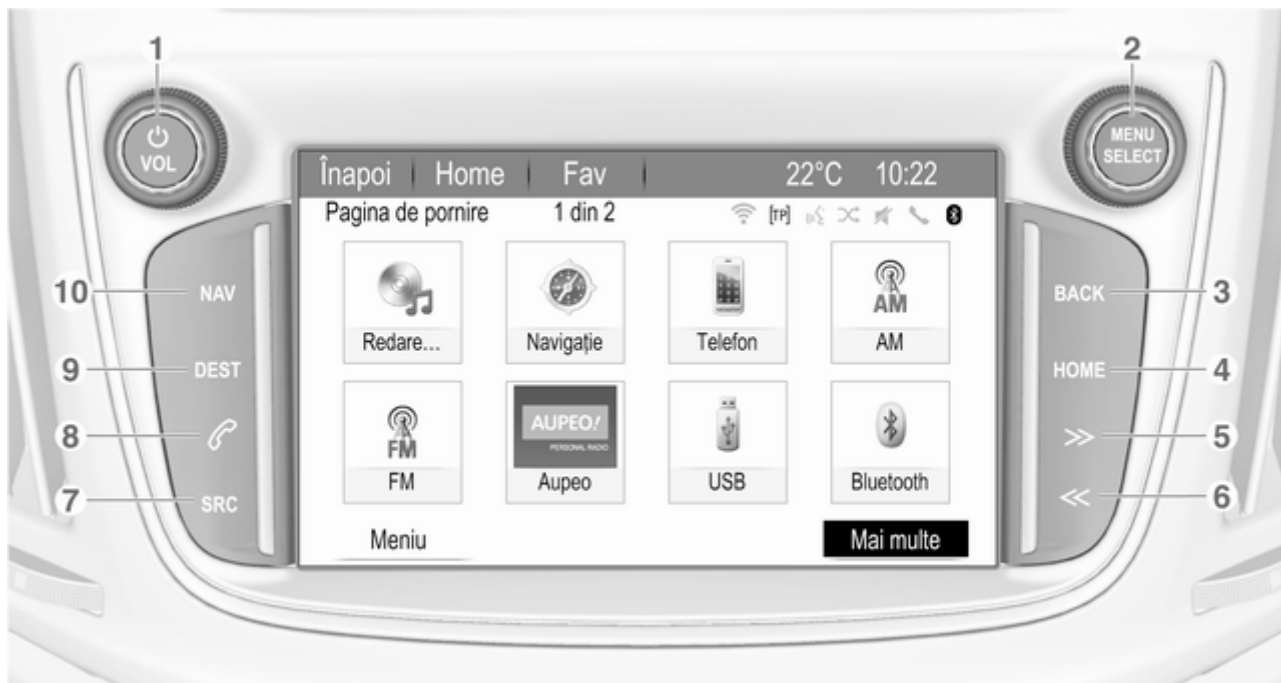 1
2
VOL
MENU
SELECT
Înapoi Home Fav 22°C 10:22
Pagina de pornire 1 din 2 [TP]
10 NAV
BACK 3
Redare... Navigație Telefon AM
AM
9 DEST
HOME 4
8
5
FM
AUPEO!
PERSONAL RADIO
FM Aupeo USB Bluetooth
7 SRC
6
Meniu Mai multe